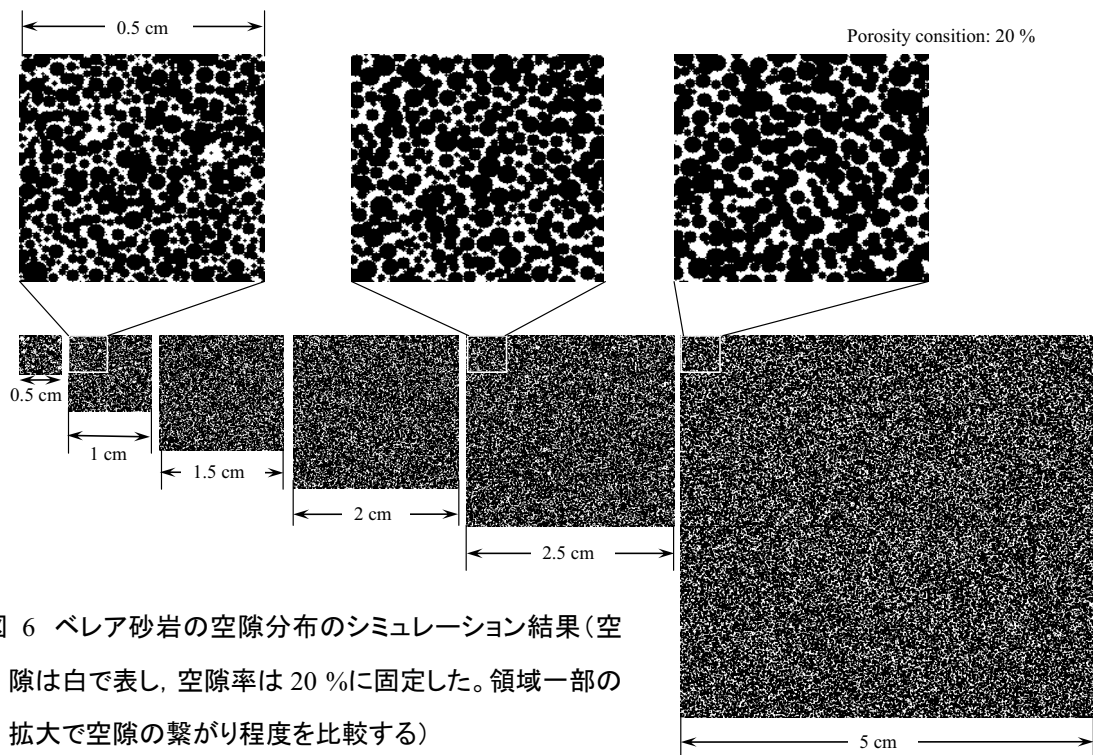 0.5 cm
Porosity consition: 20 %
0.5 cm
1 cm
1.5 cm
2 cm
2.5 cm
5 cm
図 6 ベレア砂岩の空隙分布のシミュレーション結果（空
隙は白で表し, 空隙率は 20 %に固定した。領域一部の
拡大で空隙の繋がり程度を比較する）